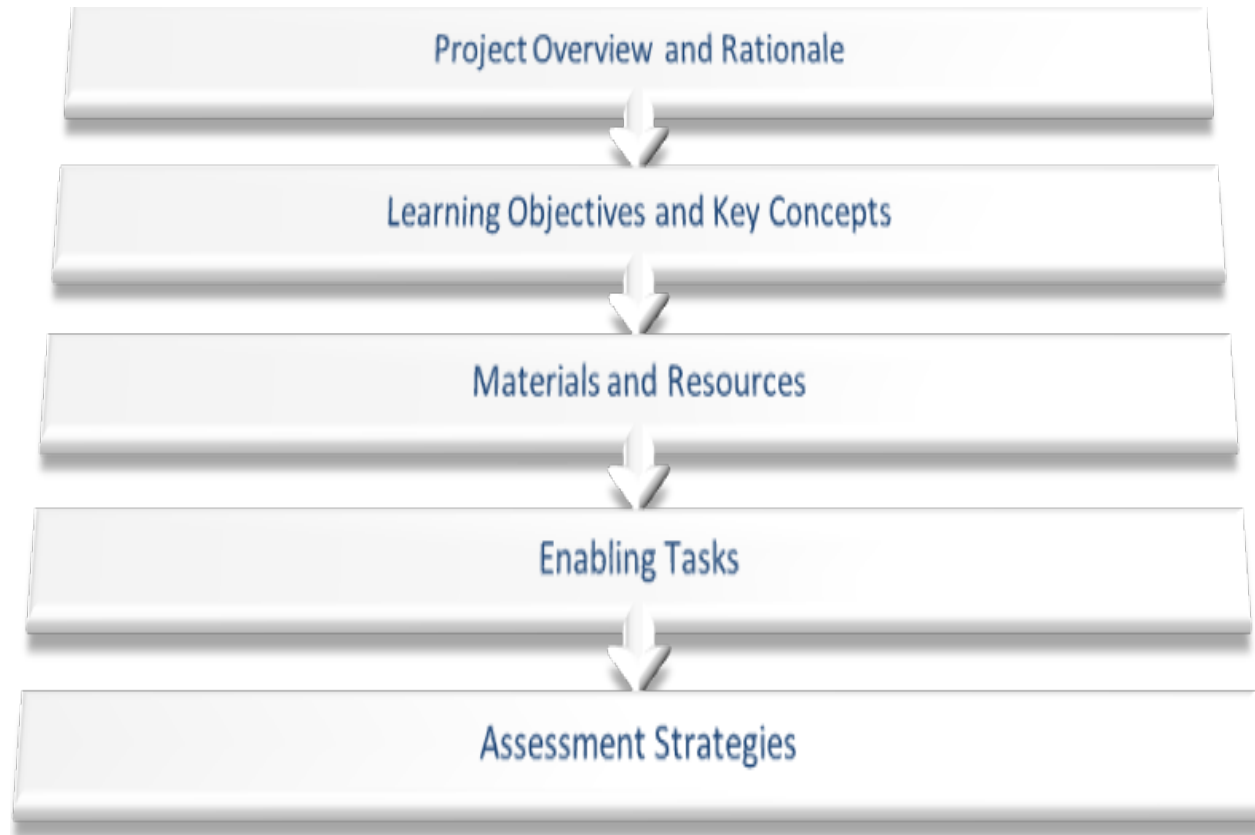 Project Overview and Rationale
Learning Objectives and Key Concepts
Materials and Resources
Enabling Tasks
Assessment Strategies